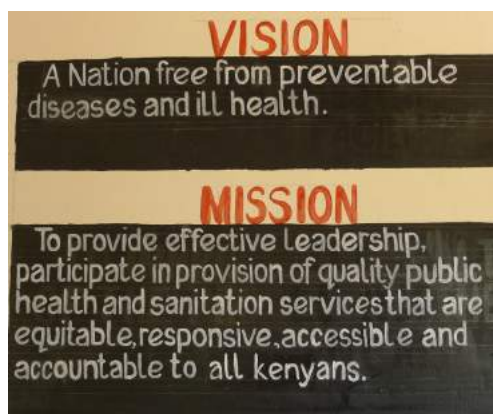 VISION
A Nation free from preventable
diseases and ill health.
MISSION
To provide effective leadership,
participate in provision of quality public
health and sanitation services that are
equitable, responsive, accessible and
accountable to all kenyans.